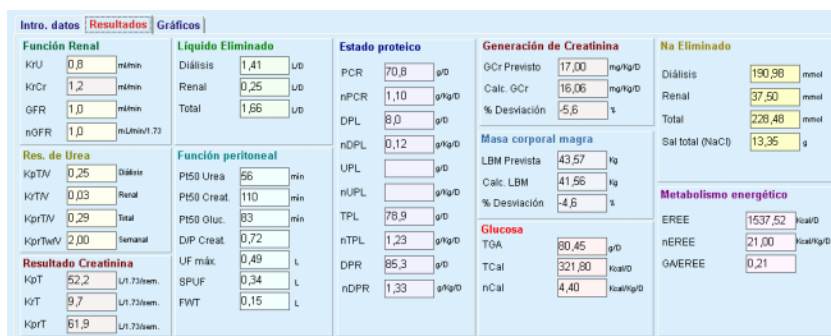 Intro. datos Resultados Gráficos
Función Renal
KrU 0,8 ml/min
KrCr 1,2 ml/min
GFR 1,0 ml/min
nGFR 1,0 mL/min/1.73
Res. de Urea
KpT/V 0,25 Diálisis
KrT/V 0,03 Renal
KprT/V 0,29 Total
KprTw/V 2,00 Semanal
Resultado Creatinina
KpT 52,2 L/1.73/sem.
KrT 9,7 L/1.73/sem.
KprT 61,9 L/1.73/sem.
Líquido Eliminado
Diálisis 1,41 L/D
Renal 0,25 L/D
Total 1,66 L/D
Función peritoneal
Pt50 Urea 56 min
Pt50 Creat. 110 min
Pt50 Gluc. 83 min
D/P Creat. 0,72
UF máx. 0,49 L
SPUF 0,34 L
FWT 0,15 L
Estado proteico
PCR 70,8 g/D
nPCR 1,10 g/Kg/D
DPL 8,0 g/D
nDPL 0,12 g/Kg/D
UPL g/D
nUPL g/Kg/D
TPL 78,9 g/D
nTPL 1,23 g/Kg/D
DPR 85,3 g/D
nDPR 1,33 g/Kg/D
Generación de Creatinina
GCr Previsto 17,00 mg/Kg/D
Calc. GCr 16,06 mg/Kg/D
% Desviación -5,6 %
Masa corporal magra
LBM Prevista 43,57 Kg
Calc. LBM 41,56 Kg
% Desviación -4,6 %
Glucosa
TGA 80,45 g/D
TCal 321,80 Kcal/D
nCal 4,40 Kcal/Kg/D
Na Eliminado
Diálisis 190,98 mmol
Renal 37,50 mmol
Total 228,48 mmol
Sal total (NaCl) 13,35 g
Metabolismo energético
EREE 1537,52 Kcal/D
nEREE 21,00 Kcal/Kg/D
GA/EREE 0,21